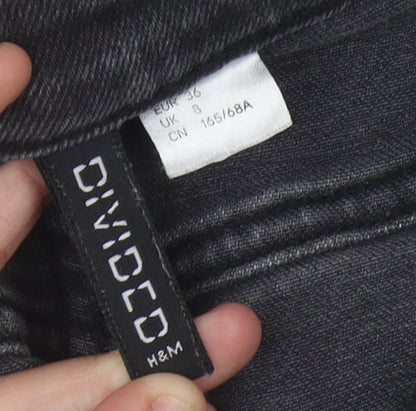 EUR 36
UK 8
CN 165/68A
DIVIDED
H&M